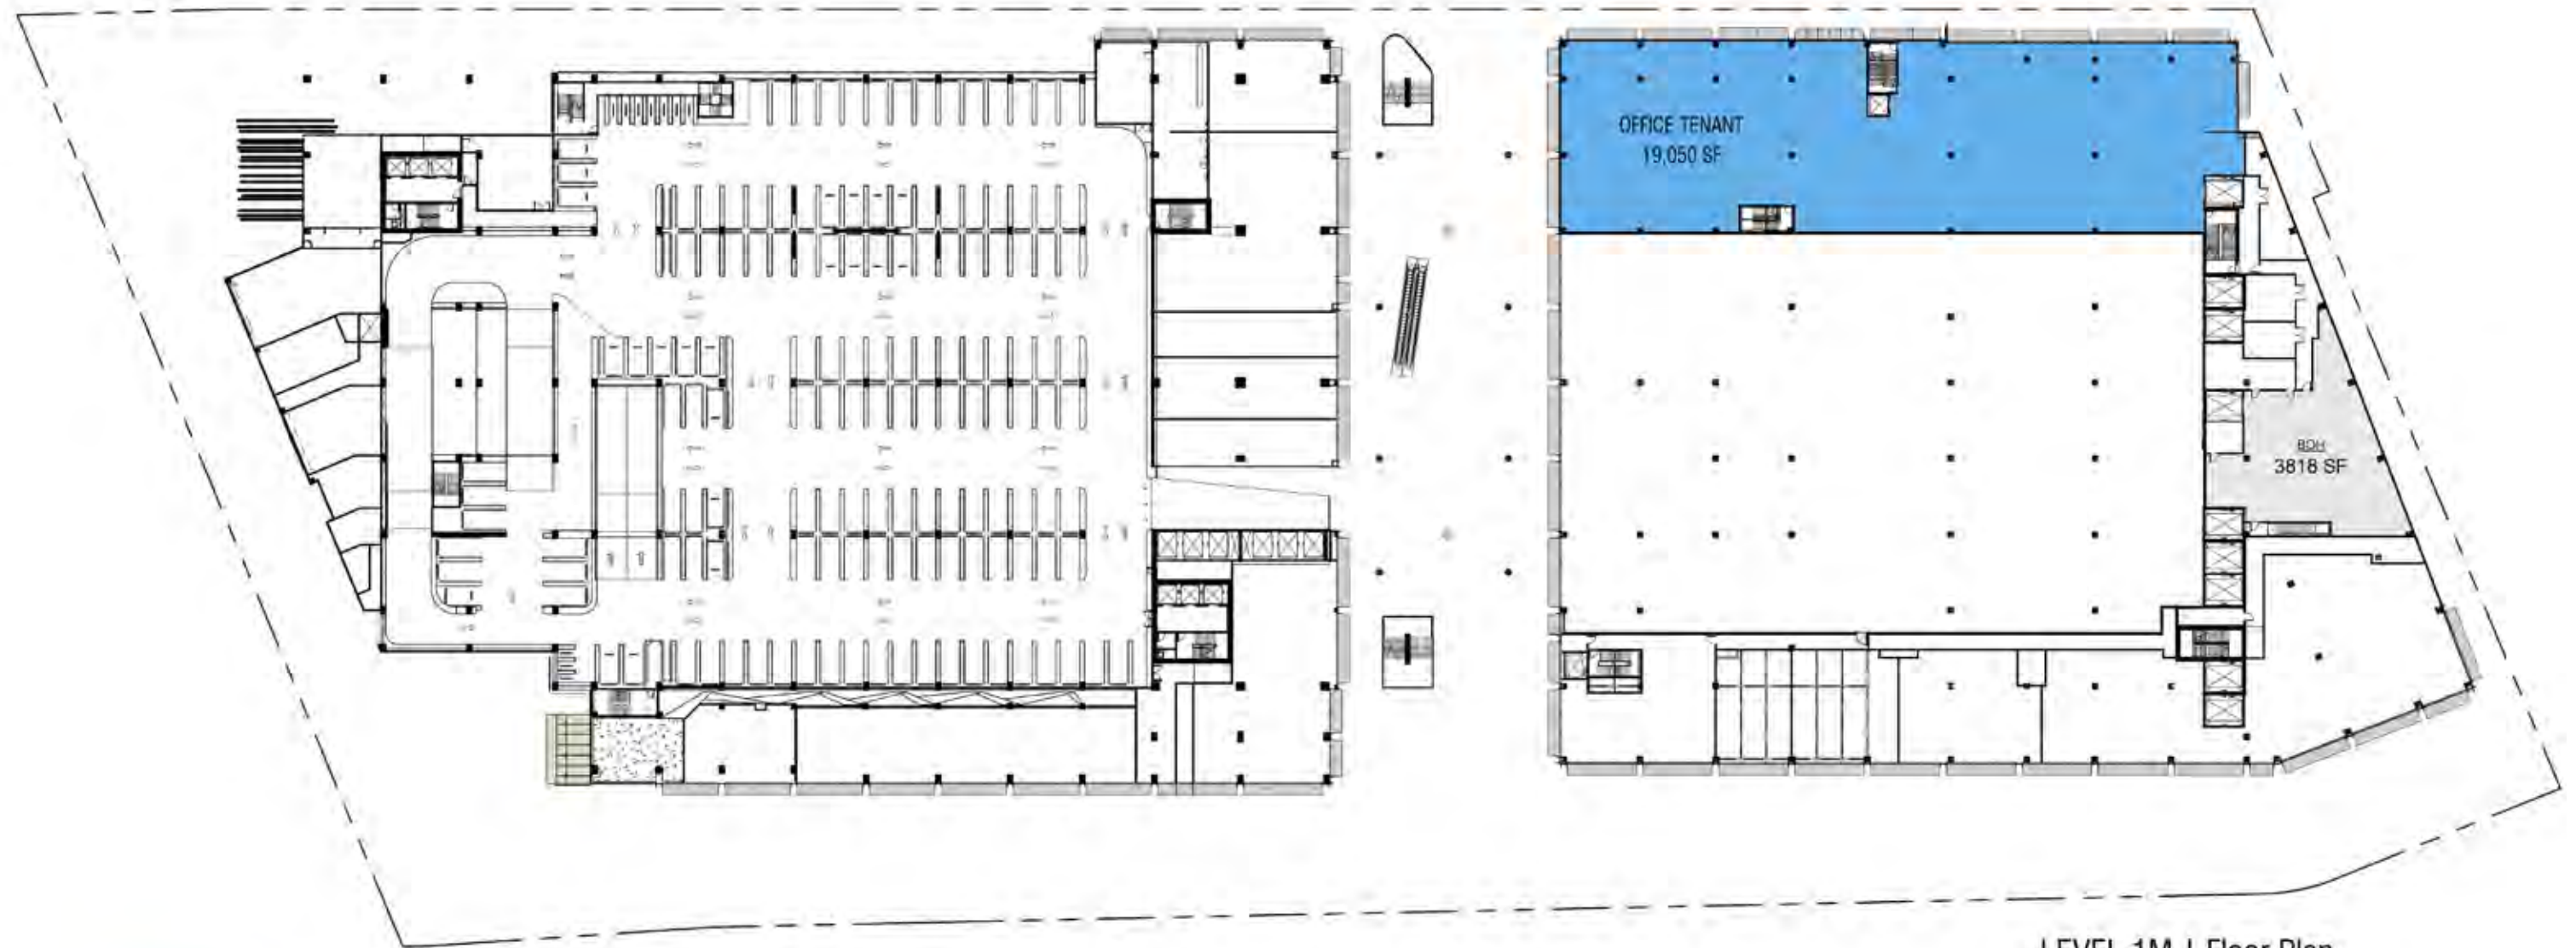 OFFICE TENANT
19,050 SF
BOH
3818 SF
LEVEL 1M | Floor Plan